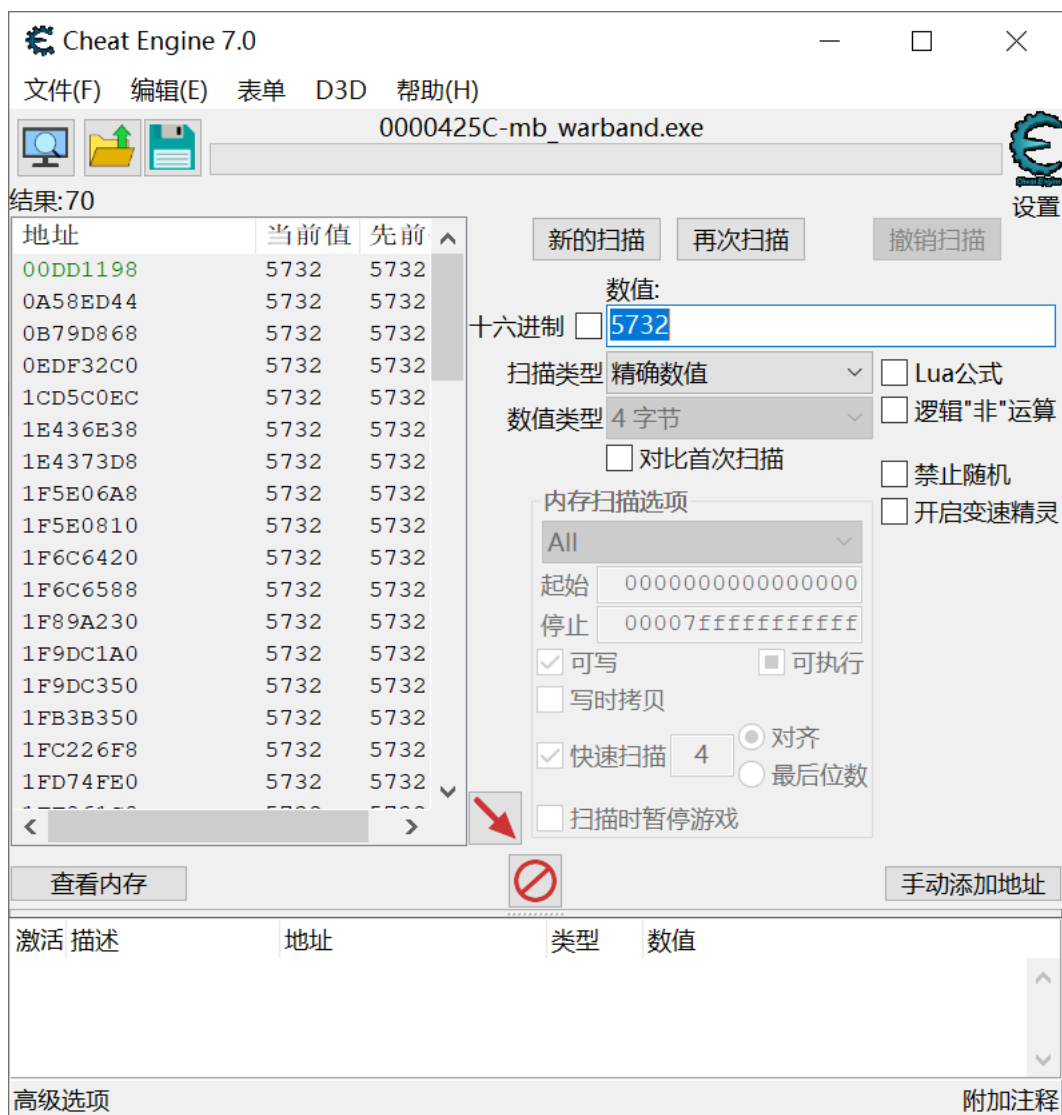 Cheat Engine 7.0
文件(F) 编辑(E) 表单 D3D 帮助(H)
0000425C-mb_warband.exe
结果:70
设置
地址 当前值 先前
00DD1198 5732 5732
0A58ED44 5732 5732
0B79D868 5732 5732
0EDF32C0 5732 5732
1CD5C0EC 5732 5732
1E436E38 5732 5732
1E4373D8 5732 5732
1F5E06A8 5732 5732
1F5E0810 5732 5732
1F6C6420 5732 5732
1F6C6588 5732 5732
1F89A230 5732 5732
1F9DC1A0 5732 5732
1F9DC350 5732 5732
1FB3B350 5732 5732
1FC226F8 5732 5732
1FD74FE0 5732 5732
新的扫描 再次扫描 撤销扫描
数值:
十六进制 5732
扫描类型 精确数值 Lua公式
数值类型 4 字节 逻辑"非"运算
对比首次扫描
禁止随机
内存扫描选项 开启变速精灵
All
起始 0000000000000000
停止 00007fffffffffff
可写 可执行
写时拷贝
快速扫描 4 对齐
最后位数
扫描时暂停游戏
查看内存 手动添加地址
激活 描述 地址 类型 数值
高级选项 附加注释